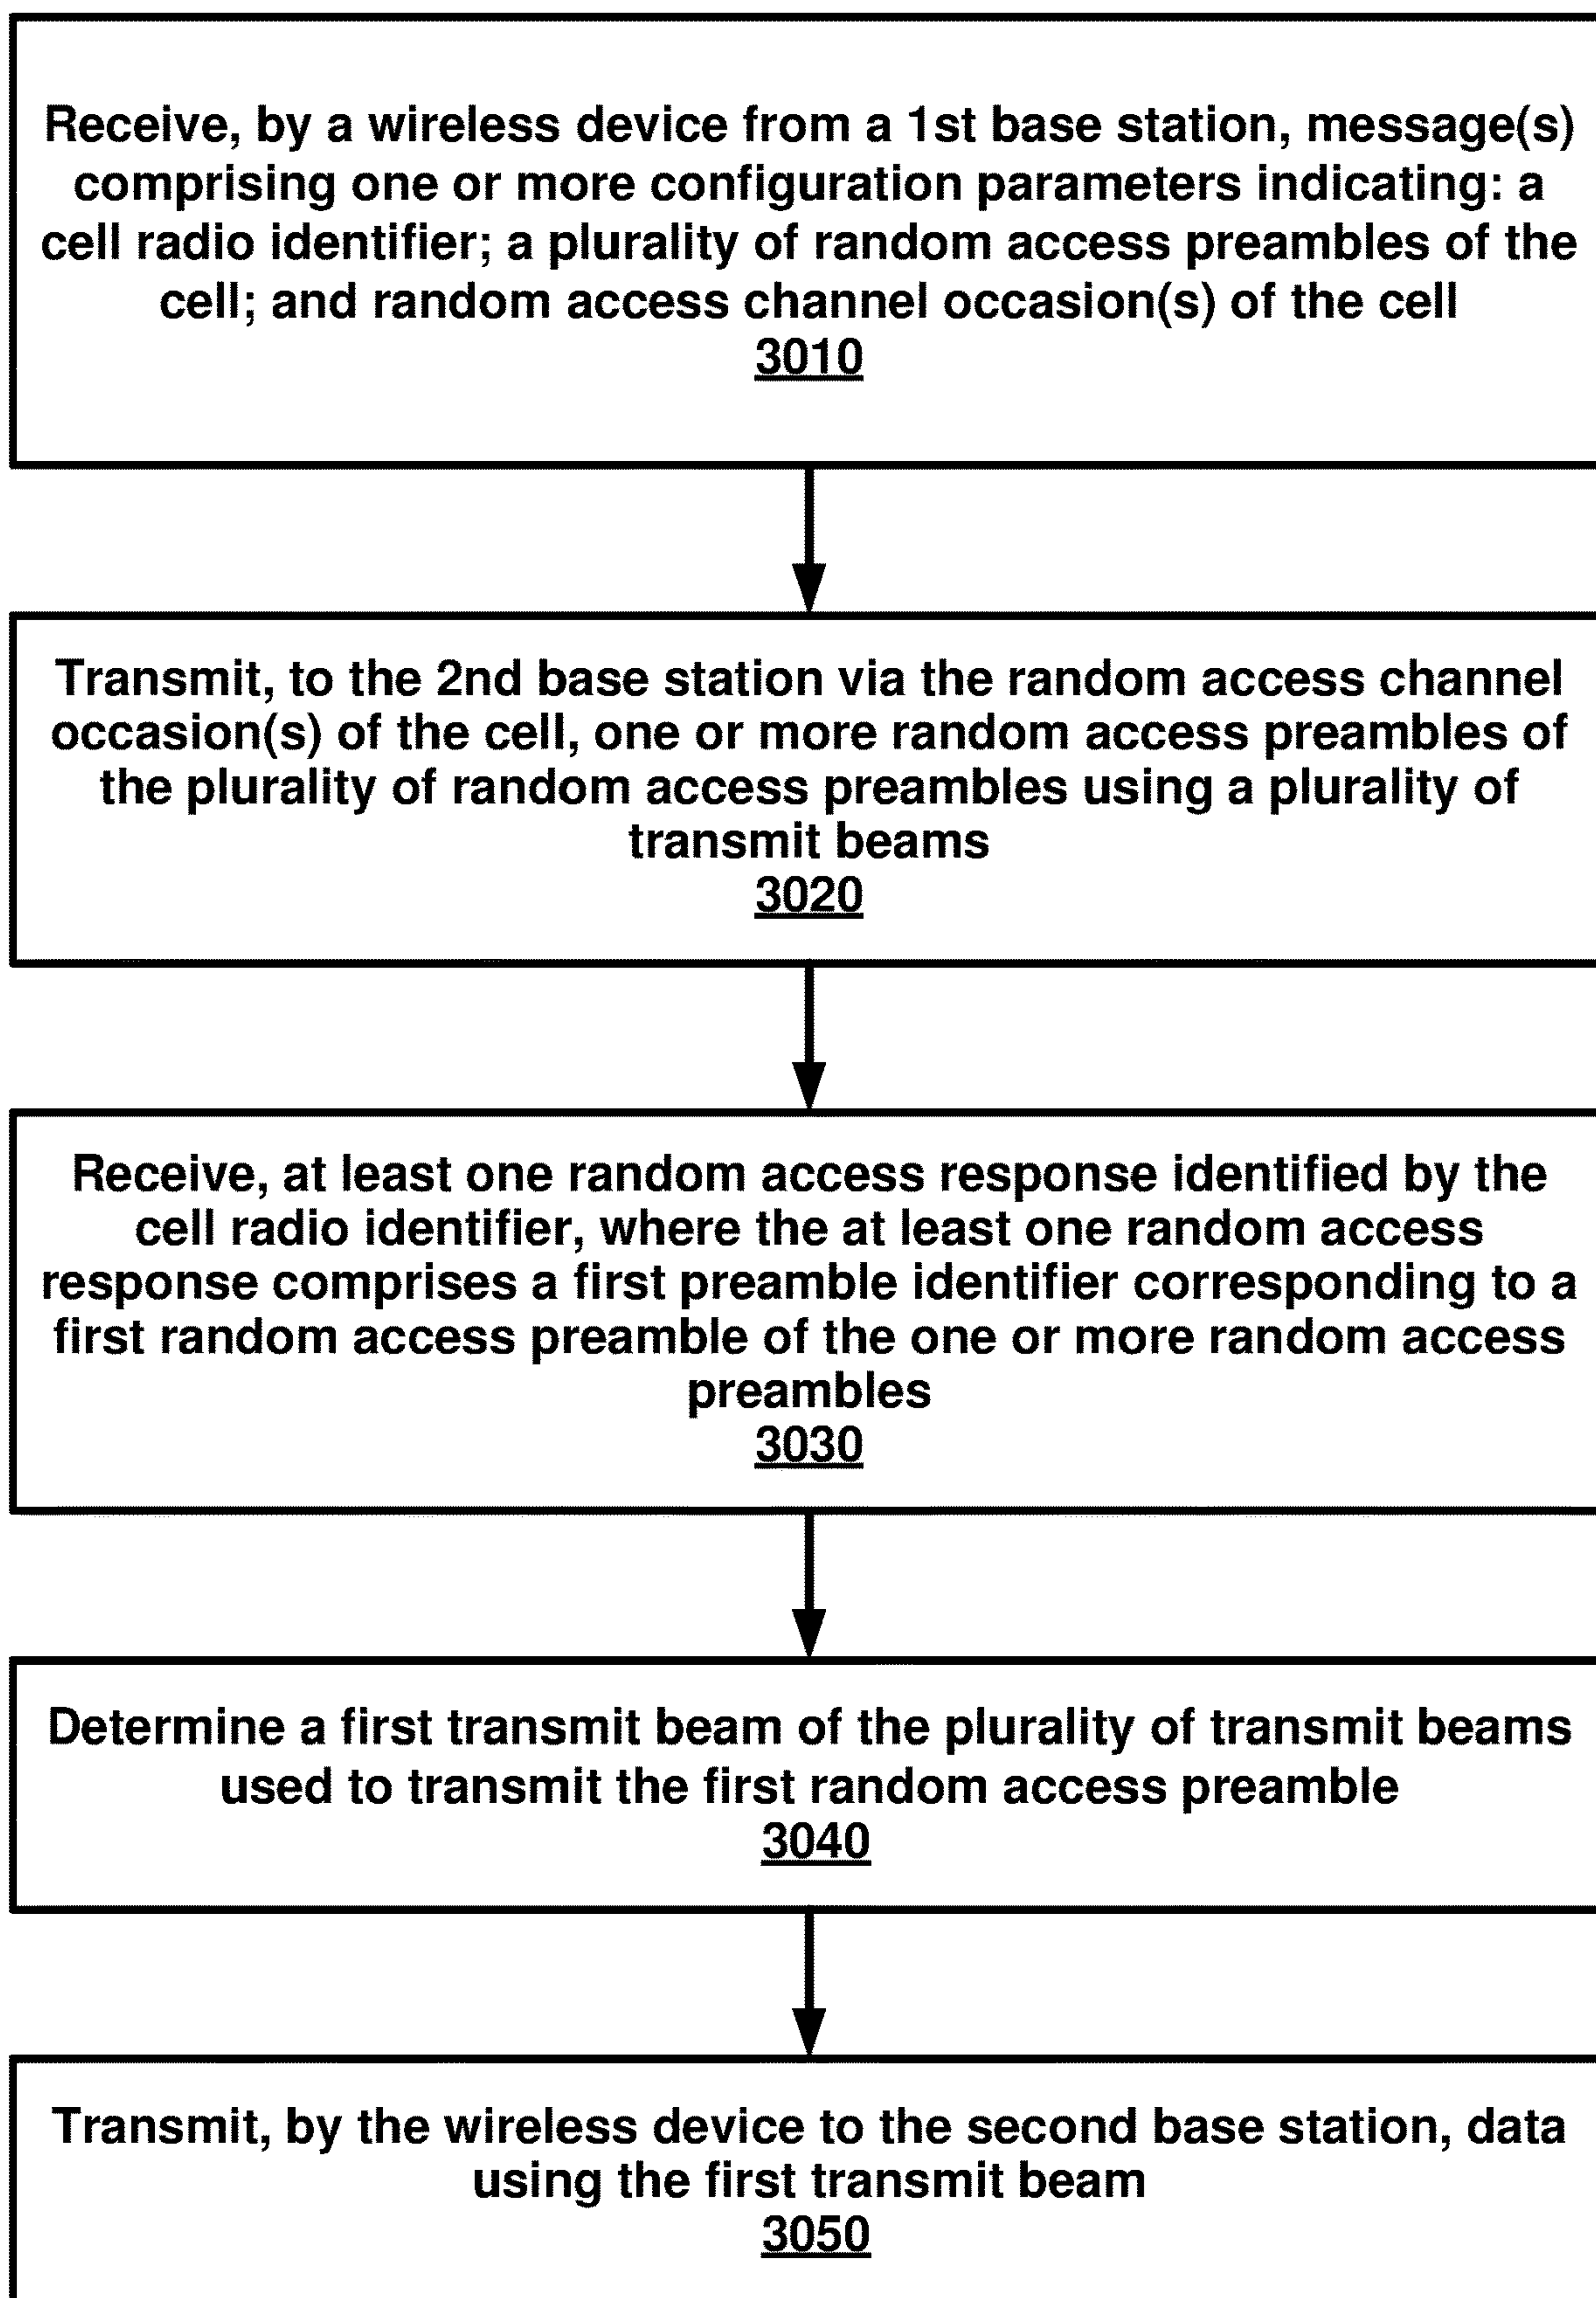 Receive, by a wireless device from a 1st base station, message(s)
comprising one or more configuration parameters indicating: a
cell radio identifier; a plurality of random access preambles of the
cell; and random access channel occasion(s) of the cell
3010
Transmit, to the 2nd base station via the random access channel
occasion(s) of the cell, one or more random access preambles of
the plurality of random access preambles using a plurality of
transmit beams
3020
Receive, at least one random access response identified by the
cell radio identifier, where the at least one random access
response comprises a first preamble identifier corresponding to a
first random access preamble of the one or more random access
preambles
3030
Determine a first transmit beam of the plurality of transmit beams
used to transmit the first random access preamble
3040
Transmit, by the wireless device to the second base station, data
using the first transmit beam
3050